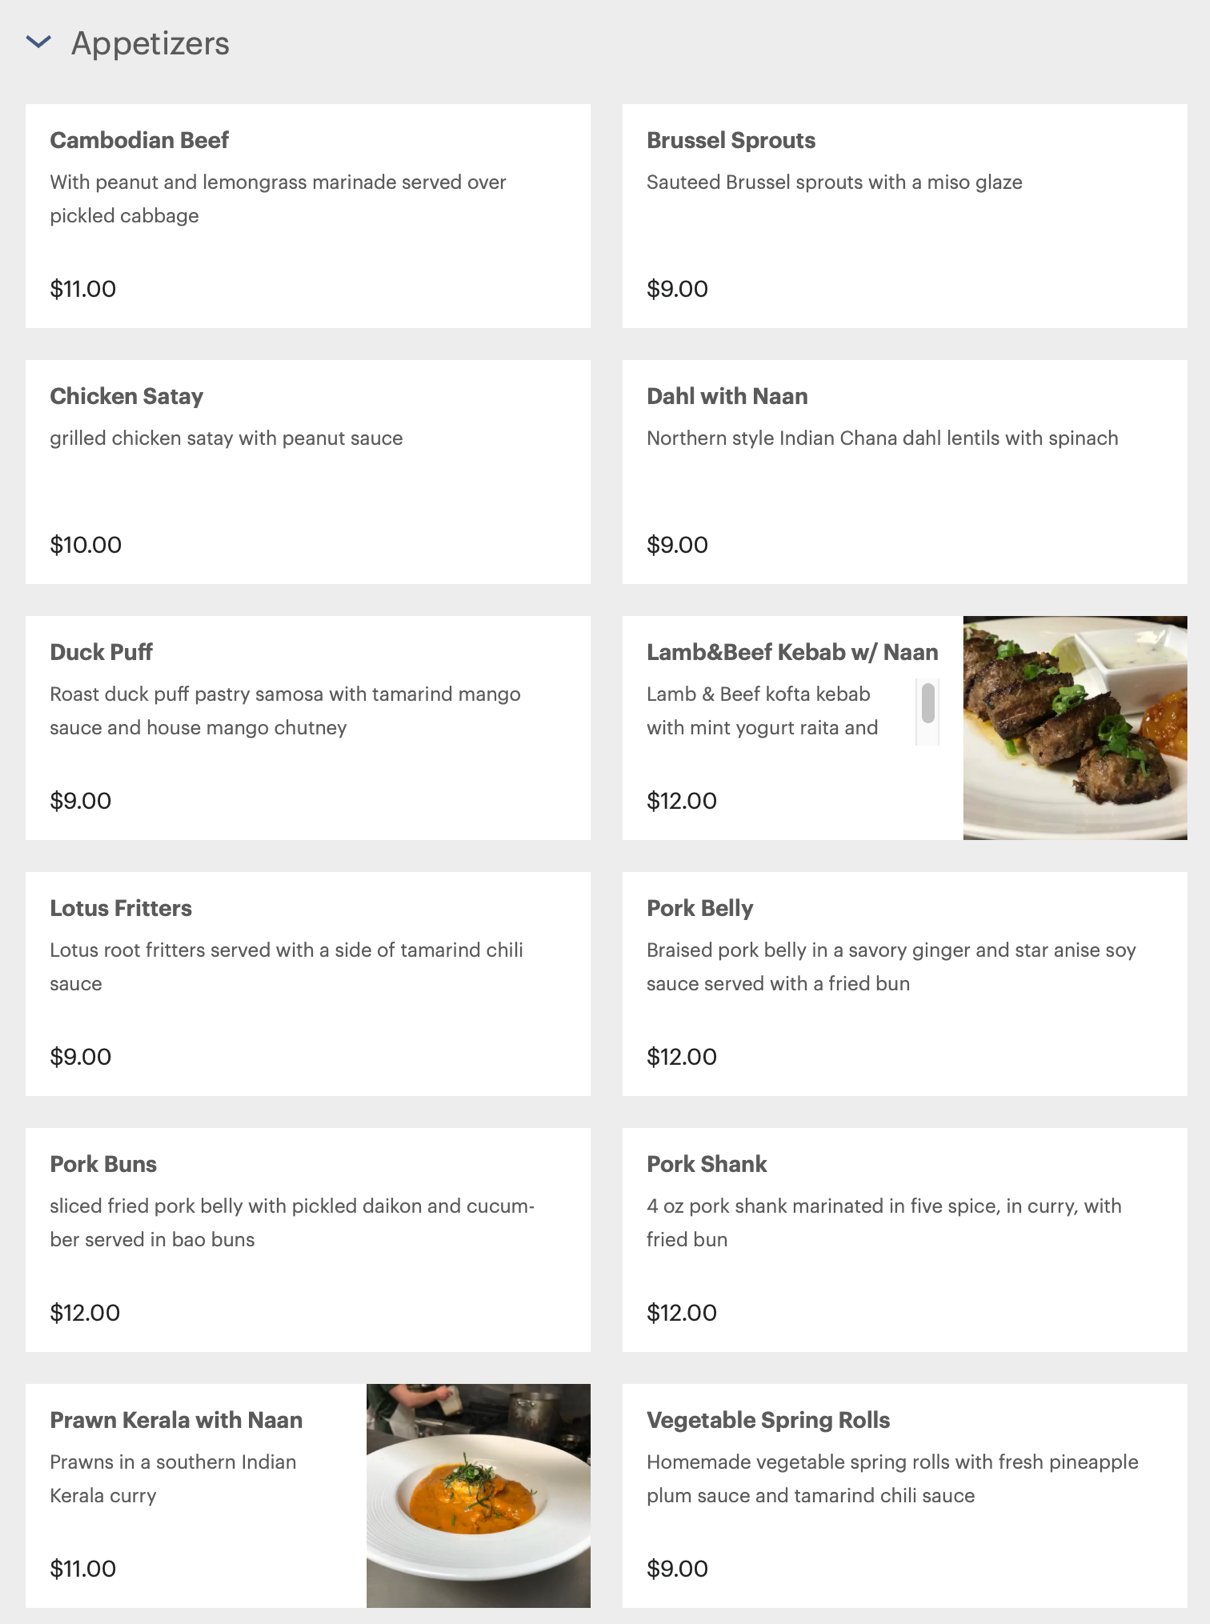 Appetizers
Cambodian Beef
With peanut and lemongrass marinade served over
pickled cabbage
$11.00
Brussel Sprouts
Sauteed Brussel sprouts with a miso glaze
$9.00
Chicken Satay
grilled chicken satay with peanut sauce
$10.00
Dahl with Naan
Northern style Indian Chana dahl lentils with spinach
$9.00
Duck Puff
Roast duck puff pastry samosa with tamarind mango
sauce and house mango chutney
$9.00
Lamb&Beef Kebab w/ Naan
Lamb & Beef kofta kebab
with mint yogurt raita and
$12.00
Lotus Fritters
Lotus root fritters served with a side of tamarind chili
sauce
$9.00
Pork Belly
Braised pork belly in a savory ginger and star anise soy
sauce served with a fried bun
$12.00
Pork Buns
sliced fried pork belly with pickled daikon and cucum-
ber served in bao buns
$12.00
Pork Shank
4 oz pork shank marinated in five spice, in curry, with
fried bun
$12.00
Prawn Kerala with Naan
Prawns in a southern Indian
Kerala curry
$11.00
Vegetable Spring Rolls
Homemade vegetable spring rolls with fresh pineapple
plum sauce and tamarind chili sauce
$9.00